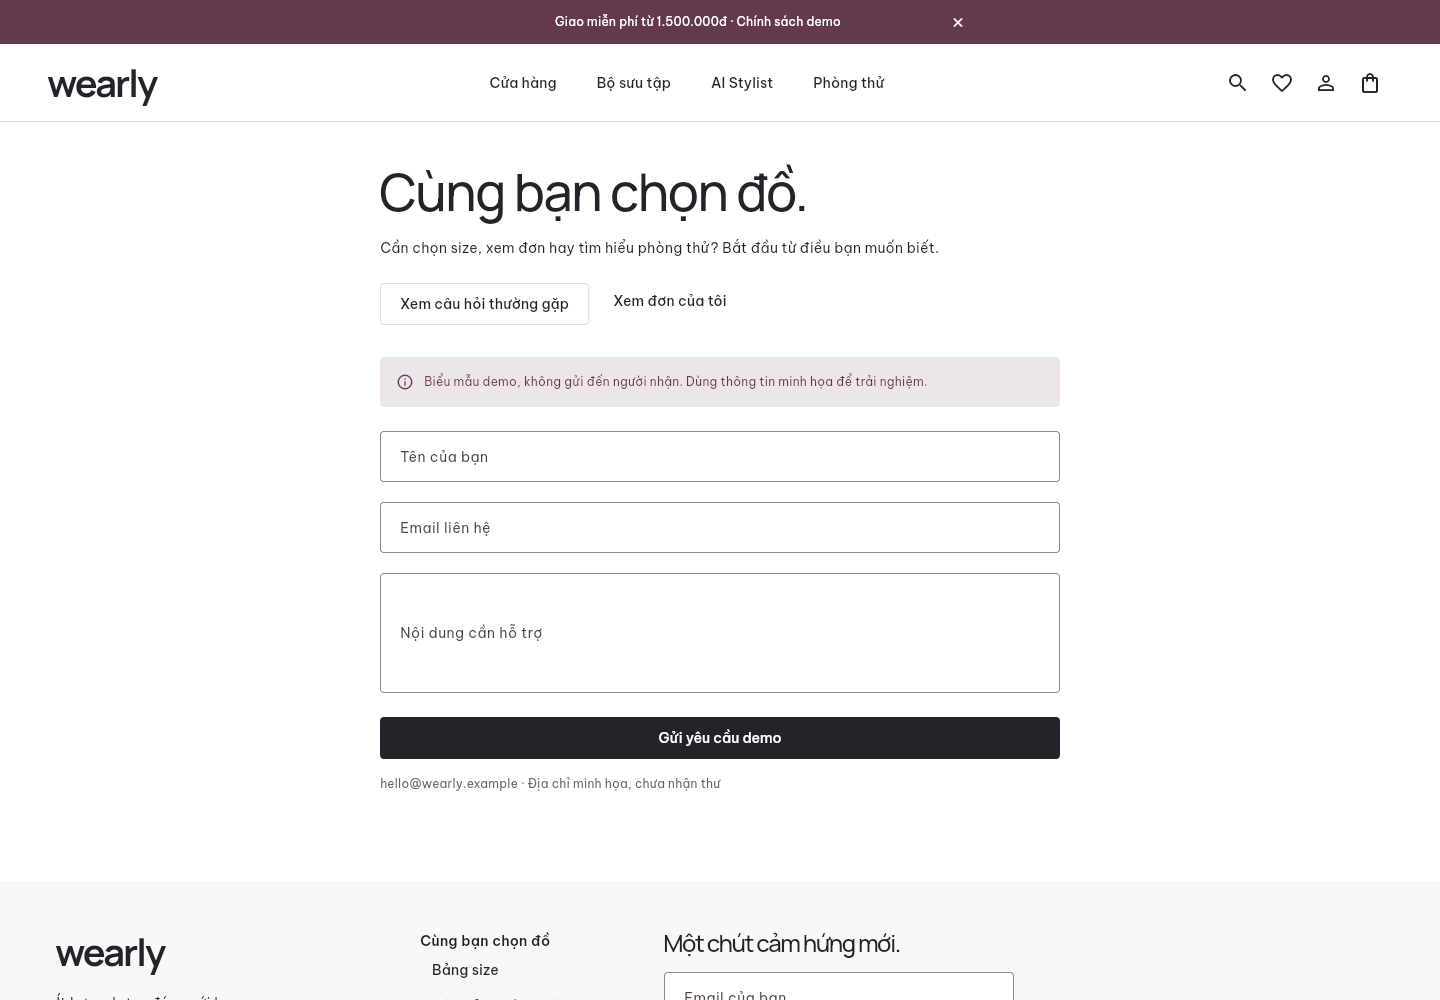 Giao miễn phí từ 1.500.000đ · Chính sách demo
wearly
Cửa hàng
Bộ sưu tập
AI Stylist
Phòng thử
Cùng bạn chọn đồ.
Cần chọn size, xem đơn hay tìm hiểu phòng thử? Bắt đầu từ điều bạn muốn biết.
Xem câu hỏi thường gặp
Xem đơn của tôi
Biểu mẫu demo, không gửi đến người nhận. Dùng thông tin minh họa để trải nghiệm.
Tên của bạn
Email liên hệ
Nội dung cần hỗ trợ
Gửi yêu cầu demo
hello@wearly.example · Địa chỉ minh họa, chưa nhận thư
wearly
Cùng bạn chọn đồ
Bảng size
Một chút cảm hứng mới.
Email của bạn